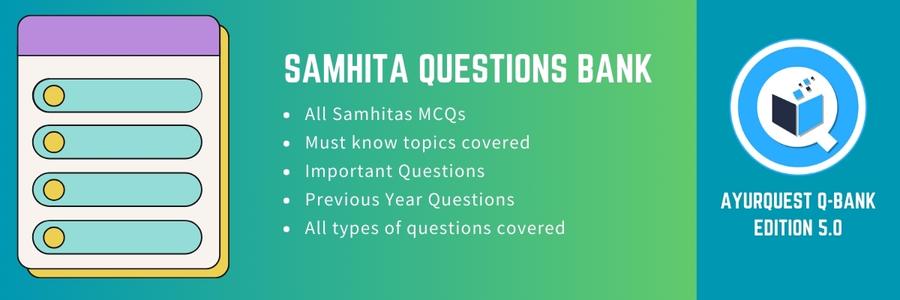 SAMHITA QUESTIONS BANK
• All Samhitas MCQs
• Must know topics covered
• Important Questions
• Previous Year Questions
• All types of questions covered
AYURQUEST Q-BANK
EDITION 5.0